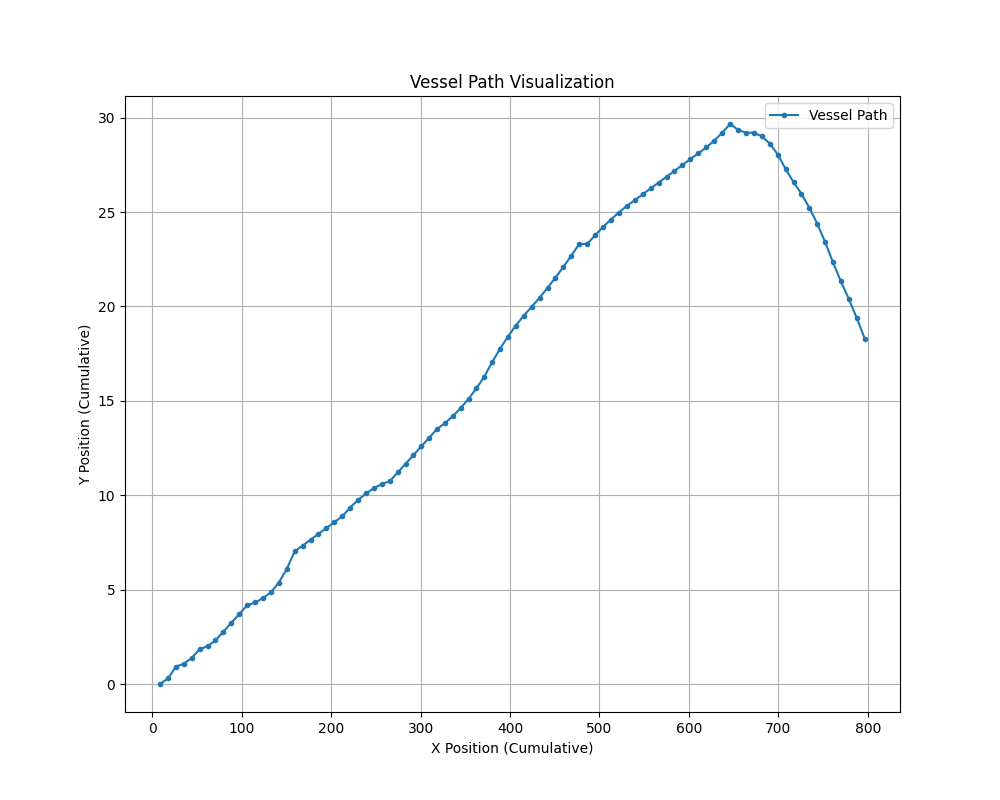 Vessel Path Visualization
Vessel Path
Y Position (Cumulative)
30
25
20
15
10
5
0
0 100 200 300 400 500 600 700 800
X Position (Cumulative)